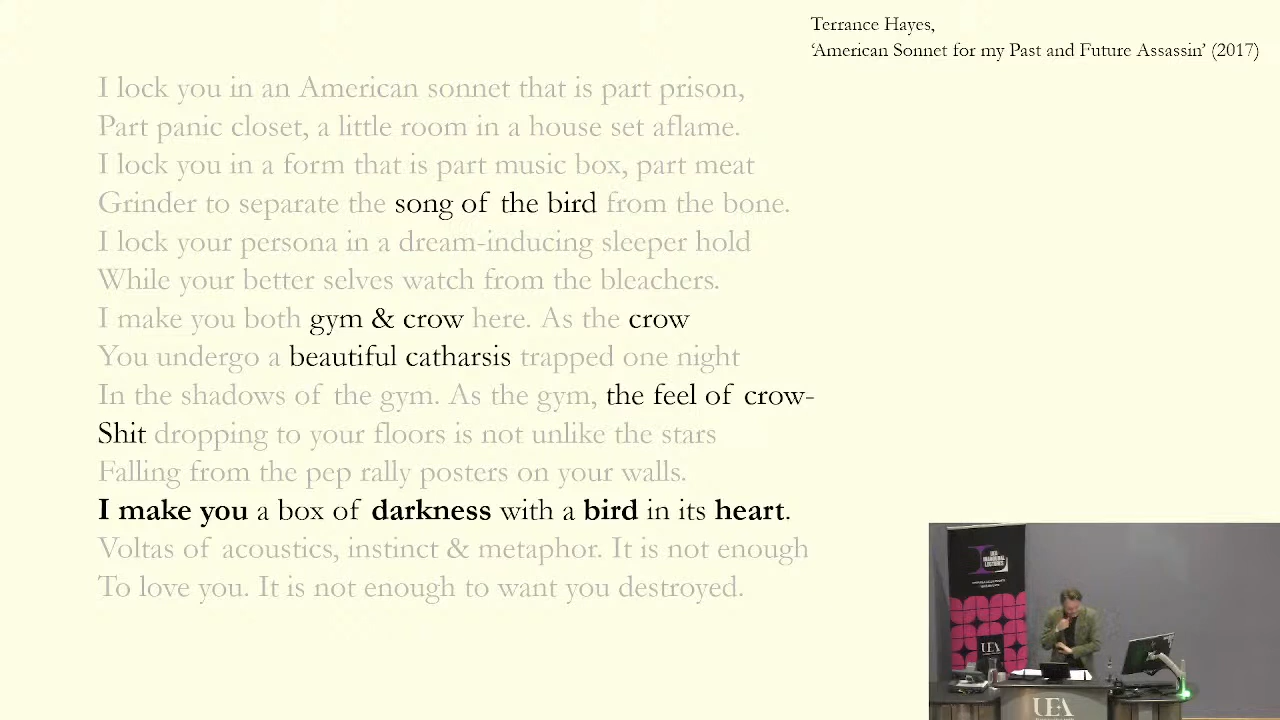 Terrance Hayes,
‘American Sonnet for my Past and Future Assassin’ (2017)
I lock you in an American sonnet that is part prison,
Part panic closet, a little room in a house set aflame.
I lock you in a form that is part music box, part meat
Grinder to separate the song of the bird from the bone.
I lock your persona in a dream-inducing sleeper hold
While your better selves watch from the bleachers.
I make you both gym & crow here. As the crow
You undergo a beautiful catharsis trapped one night
In the shadows of the gym. As the gym, the feel of crow-
Shit dropping to your floors is not unlike the stars
Falling from the pep rally posters on your walls.
I make you a box of darkness with a bird in its heart.
Voltas of acoustics, instinct & metaphor. It is not enough
To love you. It is not enough to want you destroyed.
UEA
UEA